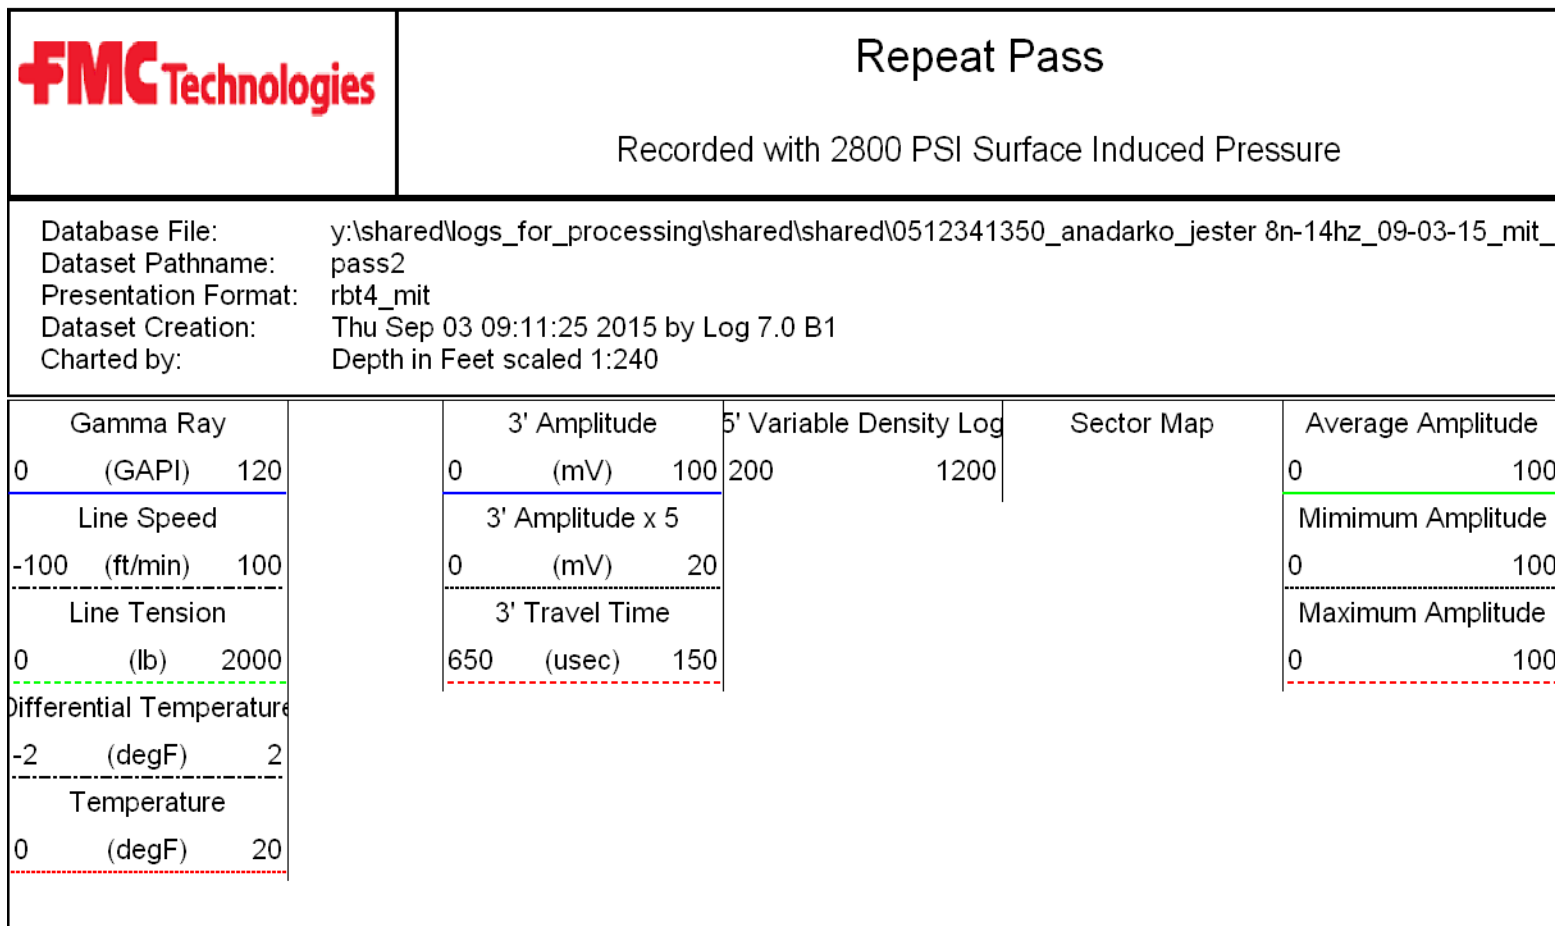 FMC Technologies
Repeat Pass
Recorded with 2800 PSI Surface Induced Pressure
Database File: y:\shared\logs_for_processing\shared\shared\0512341350_anadarko_jester 8n-14hz_09-03-15_mit_
Dataset Pathname: pass2
Presentation Format: rbt4_mit
Dataset Creation: Thu Sep 03 09:11:25 2015 by Log 7.0 B1
Charted by: Depth in Feet scaled 1:240
Gamma Ray 3' Amplitude 5' Variable Density Log Sector Map Average Amplitude
0 (GAPI) 120 0 (mV) 100 200 1200 0 100
Line Speed 3' Amplitude x 5 Mimimum Amplitude
-100 (ft/min) 100 0 (mV) 20 0 100
Line Tension 3' Travel Time Maximum Amplitude
0 (lb) 2000 650 (usec) 150 0 100
Differential Temperature
-2 (degF) 2
Temperature
0 (degF) 20